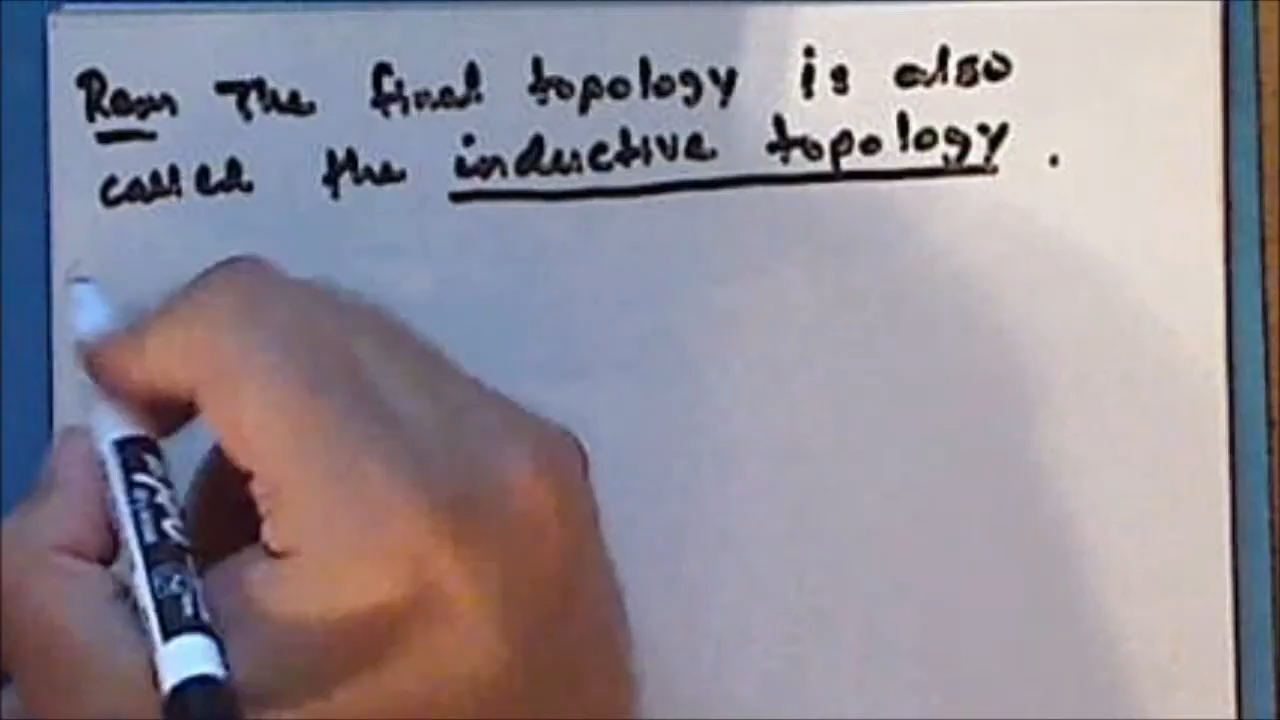 Rem The final topology is also
called the inductive topology.